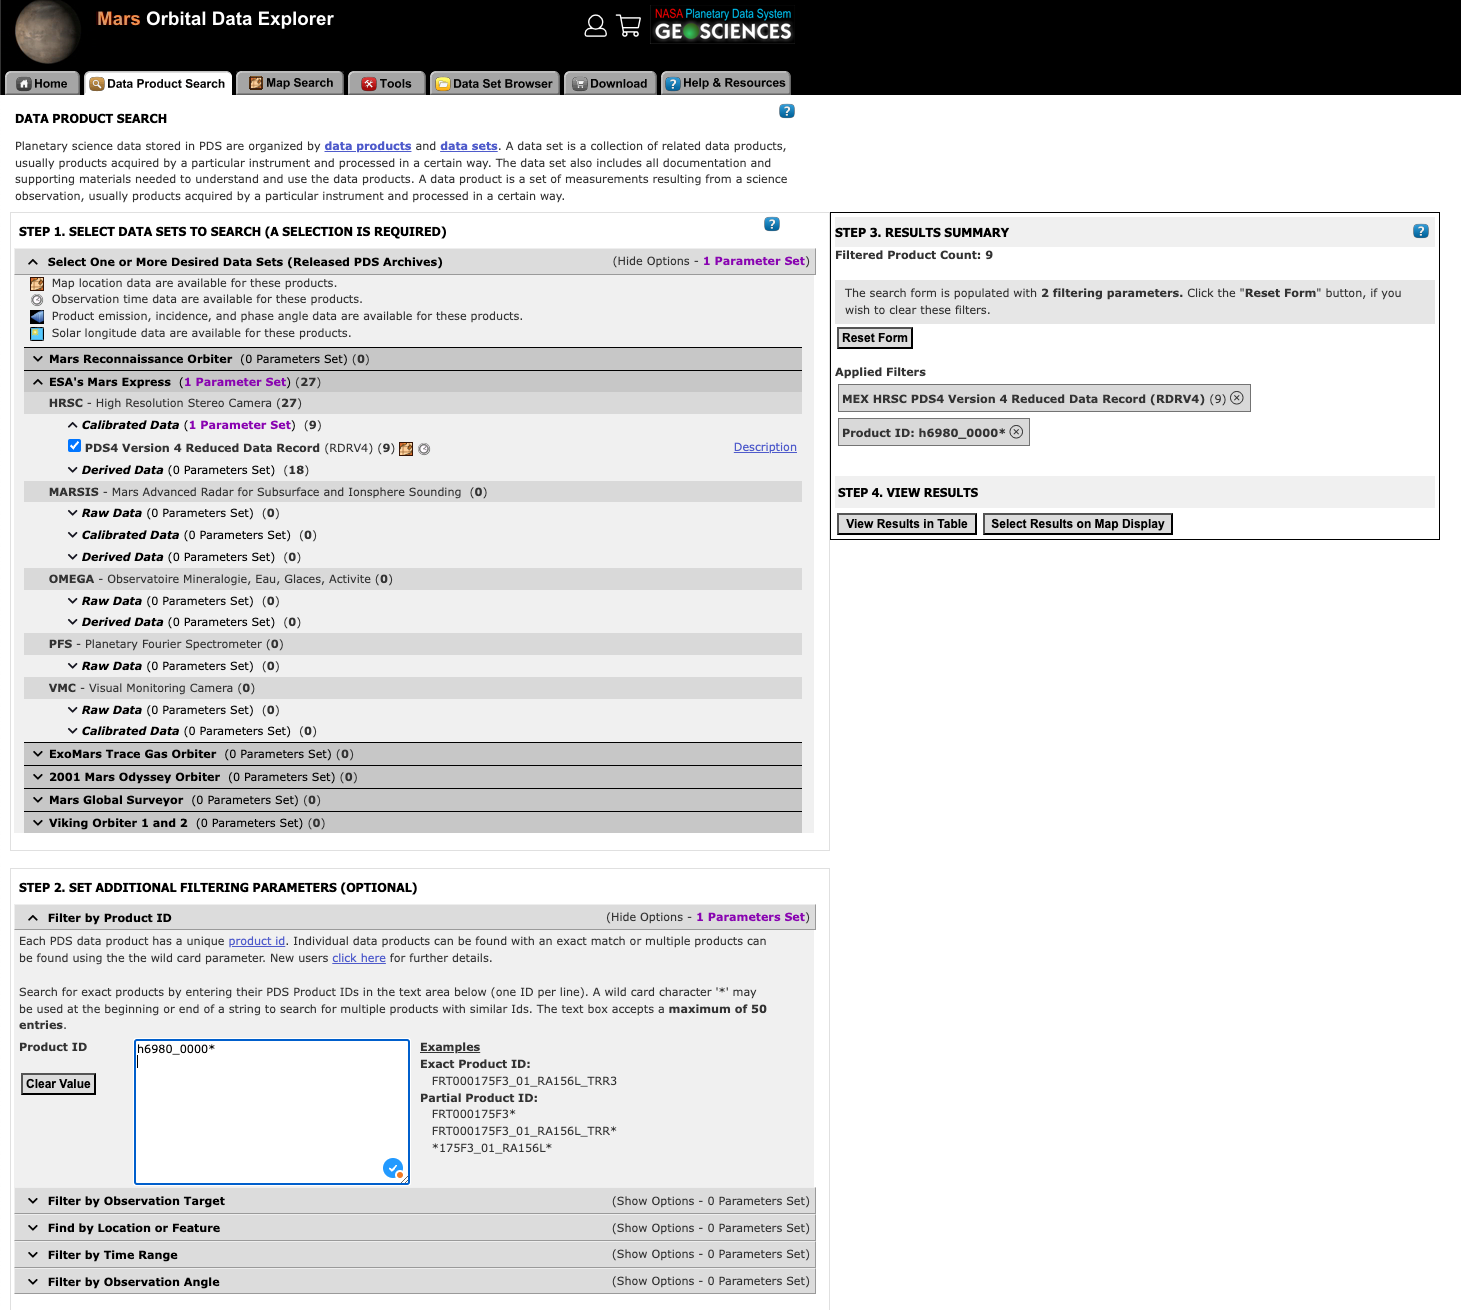 Mars Orbital Data Explorer
NASA Planetary Data System
GEOSCIENCES
Home
Data Product Search
Map Search
Tools
Data Set Browser
Download
Help & Resources
DATA PRODUCT SEARCH
Planetary science data stored in PDS are organized by data products and data sets. A data set is a collection of related data products,
usually products acquired by a particular instrument and processed in a certain way. The data set also includes all documentation and
supporting materials needed to understand and use the data products. A data product is a set of measurements resulting from a science
observation, usually products acquired by a particular instrument and processed in a certain way.
STEP 1. SELECT DATA SETS TO SEARCH (A SELECTION IS REQUIRED)
Select One or More Desired Data Sets (Released PDS Archives) (Hide Options - 1 Parameter Set)
Map location data are available for these products.
Observation time data are available for these products.
Product emission, incidence, and phase angle data are available for these products.
Solar longitude data are available for these products.
Mars Reconnaissance Orbiter (0 Parameters Set) (0)
ESA's Mars Express (1 Parameter Set) (27)
HRSC - High Resolution Stereo Camera (27)
Calibrated Data (1 Parameter Set) (9)
PDS4 Version 4 Reduced Data Record (RDRV4) (9) Description
Derived Data (0 Parameters Set) (18)
MARSIS - Mars Advanced Radar for Subsurface and Ionsphere Sounding (0)
Raw Data (0 Parameters Set) (0)
Calibrated Data (0 Parameters Set) (0)
Derived Data (0 Parameters Set) (0)
OMEGA - Observatoire Mineralogie, Eau, Glaces, Activite (0)
Raw Data (0 Parameters Set) (0)
Derived Data (0 Parameters Set) (0)
PFS - Planetary Fourier Spectrometer (0)
Raw Data (0 Parameters Set) (0)
VMC - Visual Monitoring Camera (0)
Raw Data (0 Parameters Set) (0)
Calibrated Data (0 Parameters Set) (0)
ExoMars Trace Gas Orbiter (0 Parameters Set) (0)
2001 Mars Odyssey Orbiter (0 Parameters Set) (0)
Mars Global Surveyor (0 Parameters Set) (0)
Viking Orbiter 1 and 2 (0 Parameters Set) (0)
STEP 2. SET ADDITIONAL FILTERING PARAMETERS (OPTIONAL)
Filter by Product ID (Hide Options - 1 Parameters Set)
Each PDS data product has a unique product id. Individual data products can be found with an exact match or multiple products can
be found using the the wild card parameter. New users click here for further details.
Search for exact products by entering their PDS Product IDs in the text area below (one ID per line). A wild card character '*' may
be used at the beginning or end of a string to search for multiple products with similar Ids. The text box accepts a maximum of 50
entries.
Product ID
Clear Value
h6980_0000*
Examples
Exact Product ID:
FRT000175F3_01_RA156L_TRR3
Partial Product ID:
FRT000175F3*
FRT000175F3_01_RA156L_TRR*
*175F3_01_RA156L*
Filter by Observation Target (Show Options - 0 Parameters Set)
Find by Location or Feature (Show Options - 0 Parameters Set)
Filter by Time Range (Show Options - 0 Parameters Set)
Filter by Observation Angle (Show Options - 0 Parameters Set)
STEP 3. RESULTS SUMMARY
Filtered Product Count: 9
The search form is populated with 2 filtering parameters. Click the "Reset Form" button, if you
wish to clear these filters.
Reset Form
Applied Filters
MEX HRSC PDS4 Version 4 Reduced Data Record (RDRV4) (9)
Product ID: h6980_0000*
STEP 4. VIEW RESULTS
View Results in Table
Select Results on Map Display